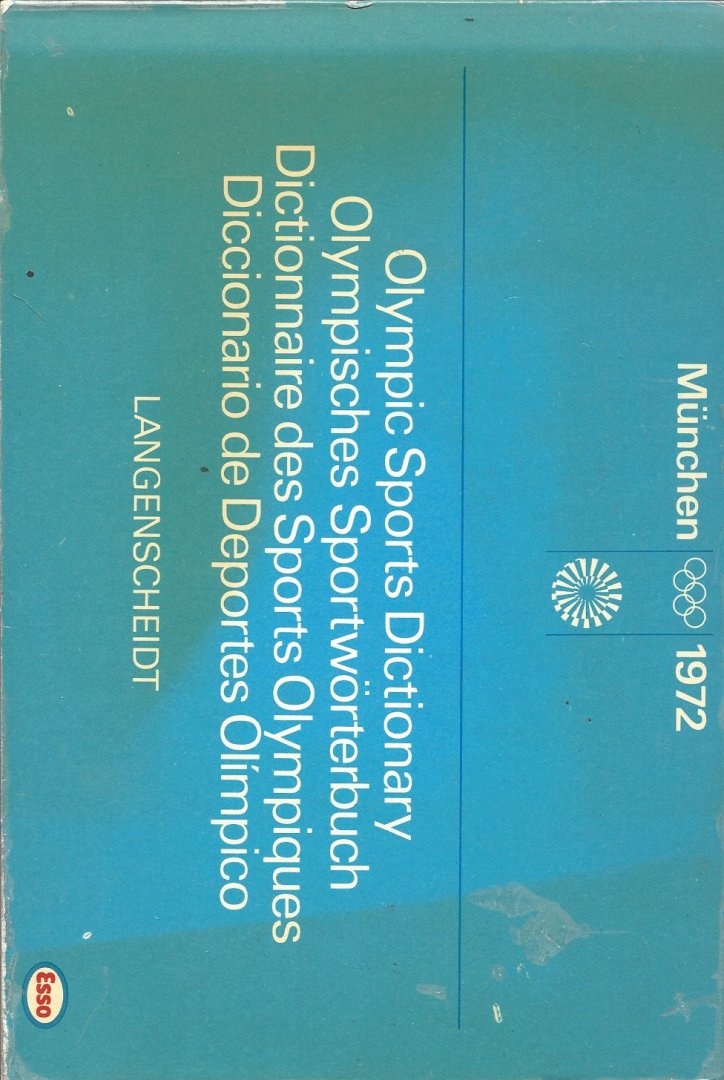 München 1972
Olympic Sports Dictionary
Olympisches Sportwörterbuch
Dictionnaire des Sports Olympiques
Diccionario de Deportes Olímpico
LANGENSCHEIDT
Esso